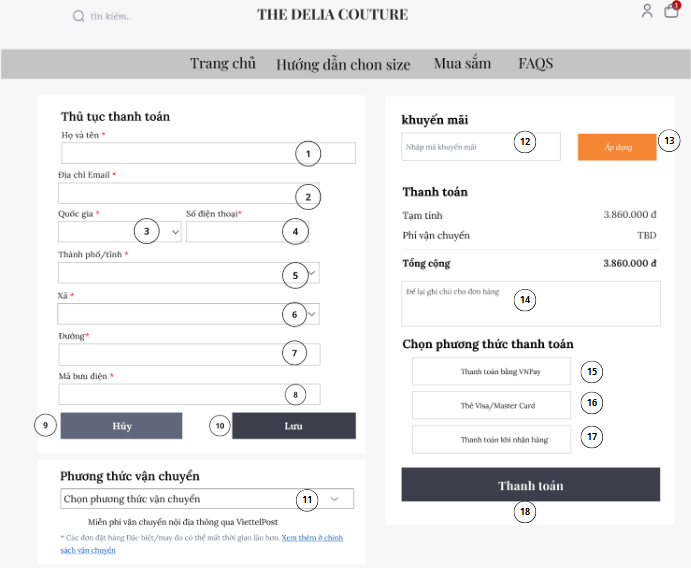 tìm kiếm..
THE DELIA COUTURE
1
Trang chủ
Hướng dẫn chon size
Mua sắm
FAQS
Thủ tục thanh toán
Họ và tên *
1
Địa chỉ Email *
2
Quốc gia *
3
Số điện thoại*
4
Thành phố/tỉnh *
5
Xã *
6
Đường*
7
Mã bưu điện *
8
9
Hủy
10
Lưu
Phương thức vận chuyển
Chọn phương thức vận chuyển
11
Miễn phí vận chuyển nội địa thông qua ViettelPost
* Các đơn đặt hàng Đặc biệt/may đo có thể mất thời gian lâu hơn. Xem thêm ở chính
sách vận chuyển
khuyến mãi
Nhập mã khuyến mãi
12
Áp dụng
13
Thanh toán
Tạm tính 3.860.000 đ
Phí vận chuyển TBD
Tổng cộng 3.860.000 đ
Để lại ghi chú cho đơn hàng
14
Chọn phương thức thanh toán
Thanh toán bằng VNPay
15
Thẻ Visa/Master Card
16
Thanh toán khi nhận hàng
17
Thanh toán
18